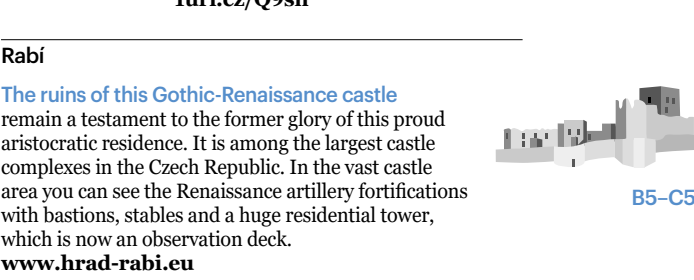 Rabí
The ruins of this Gothic-Renaissance castle
remain a testament to the former glory of this proud
aristocratic residence. It is among the largest castle
complexes in the Czech Republic. In the vast castle
area you can see the Renaissance artillery fortifications
with bastions, stables and a huge residential tower,
which is now an observation deck.
www.hrad-rabi.eu
B5–C5